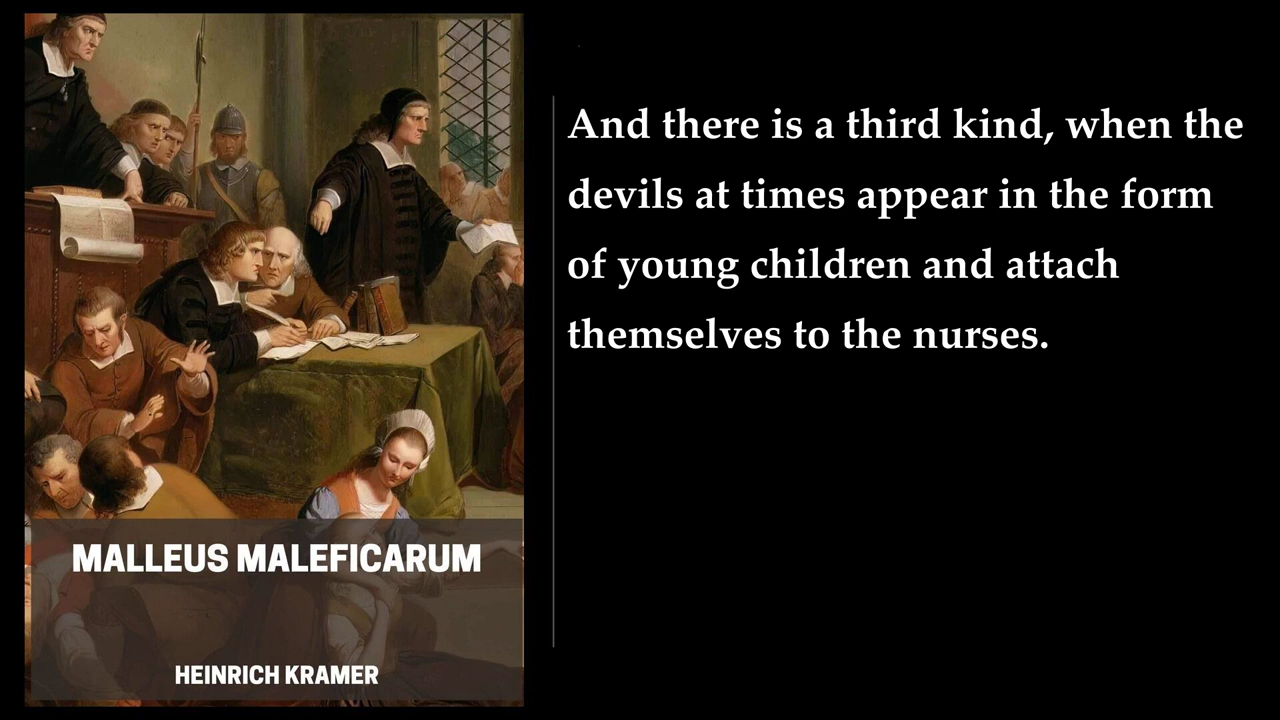 And there is a third kind, when the
devils at times appear in the form
of young children and attach
themselves to the nurses.
MALLEUS MALEFICARUM
HEINRICH KRAMER